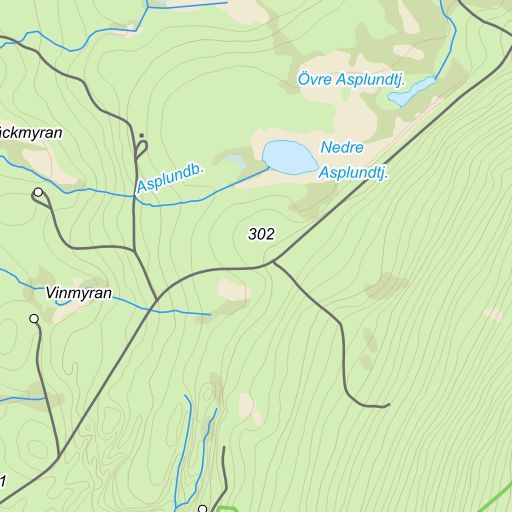 Övre Asplundtj.
Nedre
Asplundtj.
Asplundb.
302
Vinmyran